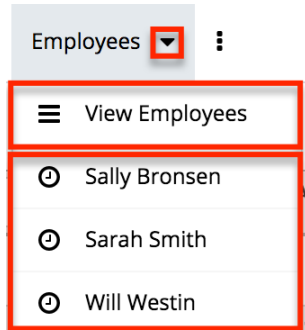 Employees
View Employees
Sally Bronsen
Sarah Smith
Will Westin